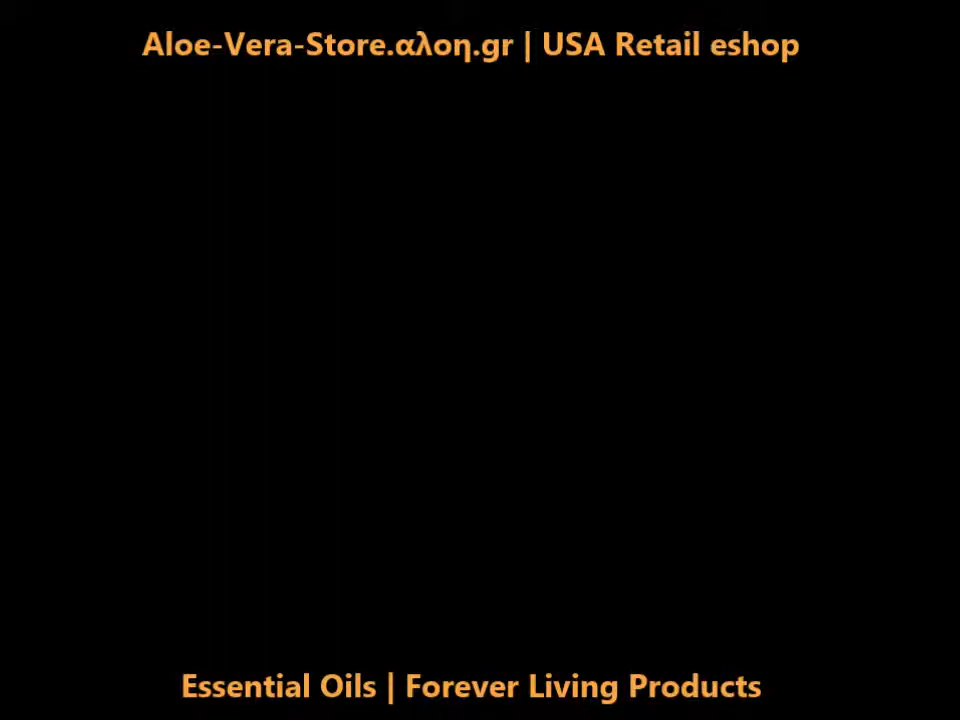 Aloe-Vera-Store.αλοη.gr | USA Retail eshop
Essential Oils | Forever Living Products